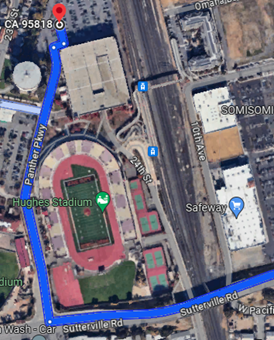 23rd St
Omaha
CA 95818
SOMISOMI
10th Ave
Panther Pkwy
24th St
Hughes Stadium
Safeway
dium
Sutterville Rd
W Pacific
n Wash - Car
Sutterville Rd